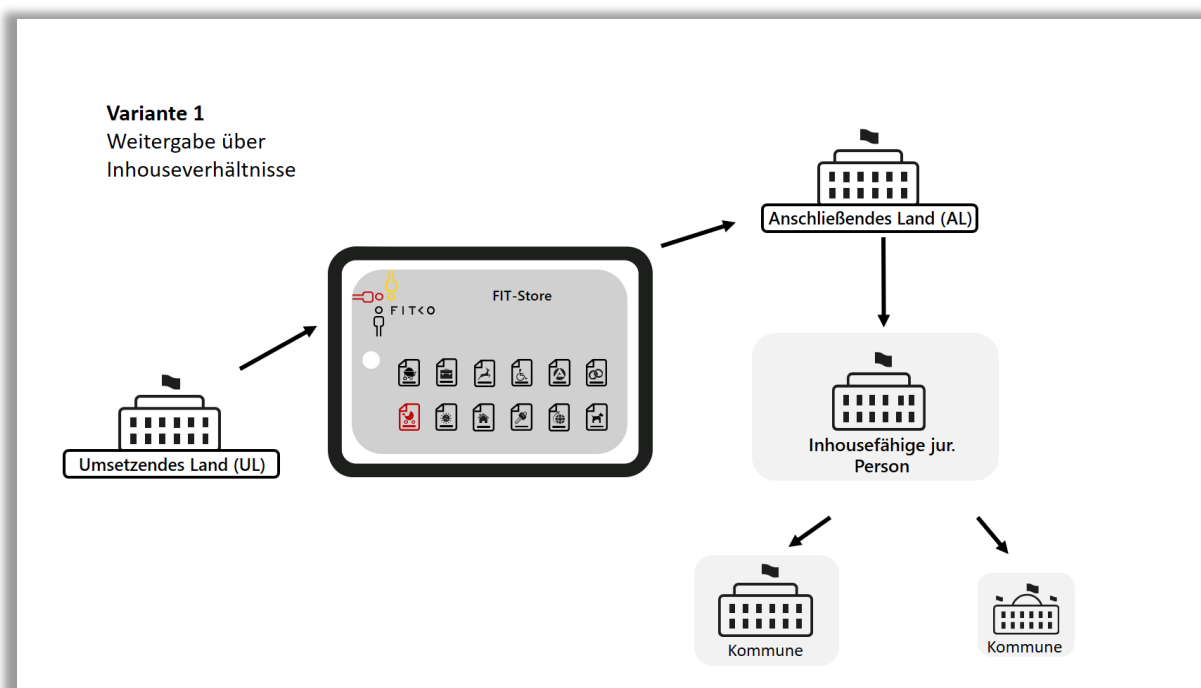 Variante 1
Weitergabe über
Inhouseverhältnisse
Anschließendes Land (AL)
FIT-Store
FITKO
Umsetzendes Land (UL)
Inhousefähige jur.
Person
Kommune
Kommune